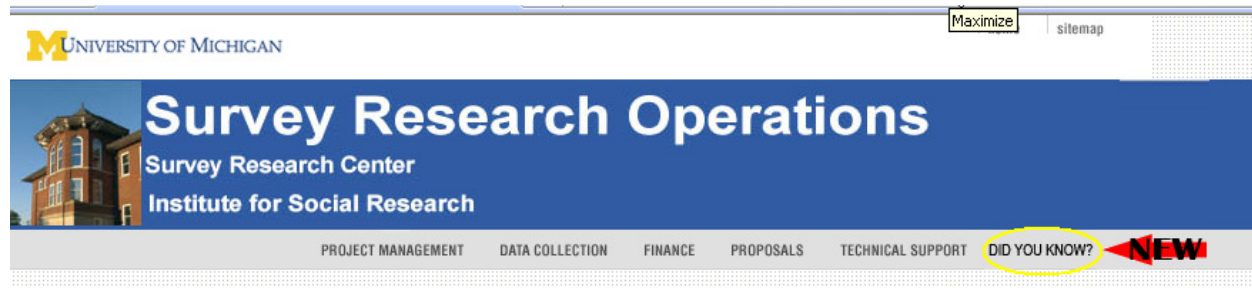 Maximize
sitemap
UNIVERSITY OF MICHIGAN
Survey Research Operations
Survey Research Center
Institute for Social Research
PROJECT MANAGEMENT DATA COLLECTION FINANCE PROPOSALS TECHNICAL SUPPORT DID YOU KNOW? NEW